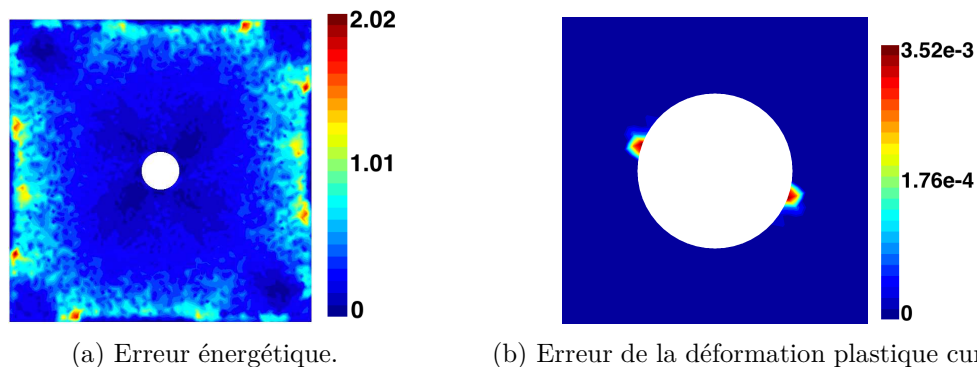 2.02
1.01
0
3.52e-3
1.76e-4
0
(a) Erreur énergétique.
(b) Erreur de la déformation plastique cu